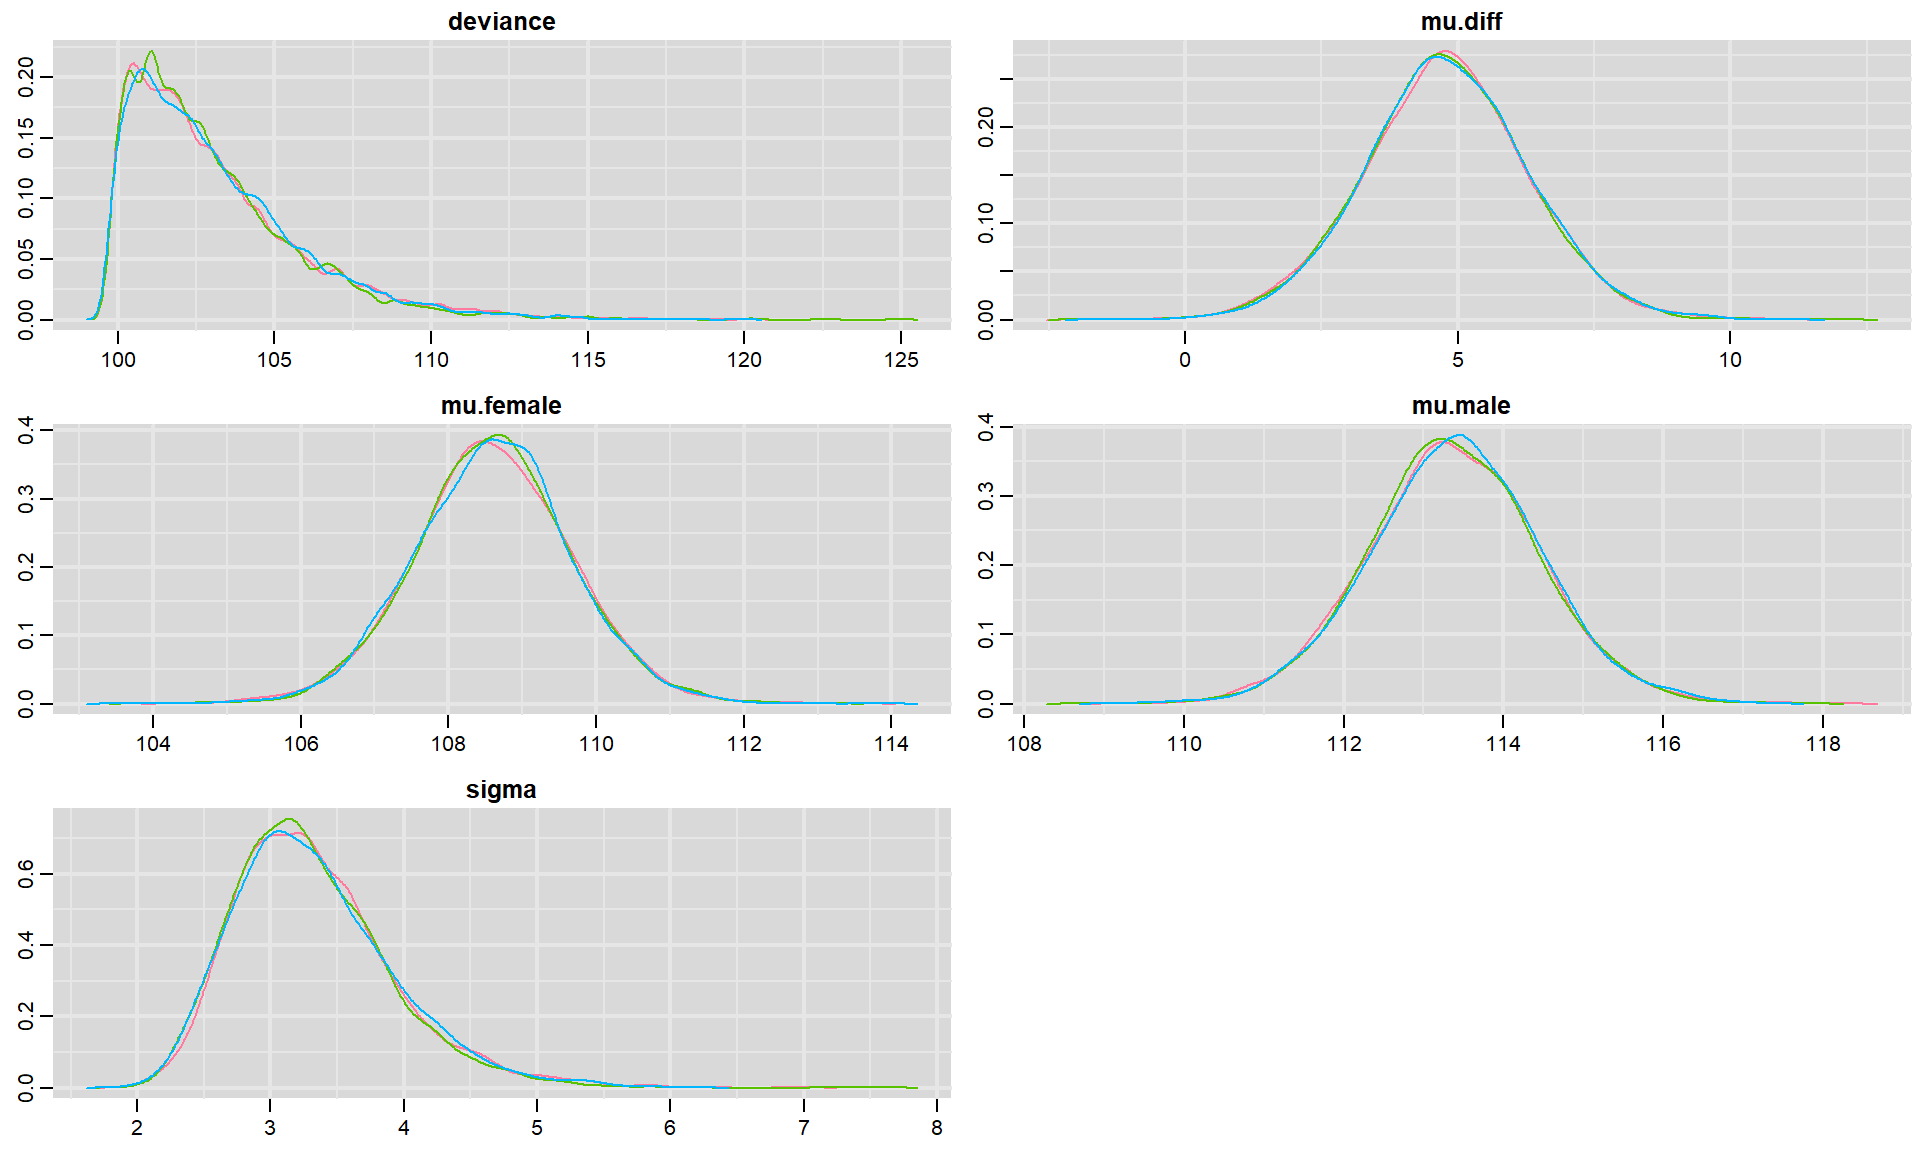 deviance
0.00 0.05 0.10 0.15 0.20
100 105 110 115 120 125
mu.diff
0.00 0.10 0.20
0 5 10
mu.female
0.0 0.1 0.2 0.3 0.4
104 106 108 110 112 114
mu.male
0.0 0.1 0.2 0.3 0.4
108 110 112 114 116 118
sigma
0.0 0.2 0.4 0.6
2 3 4 5 6 7 8